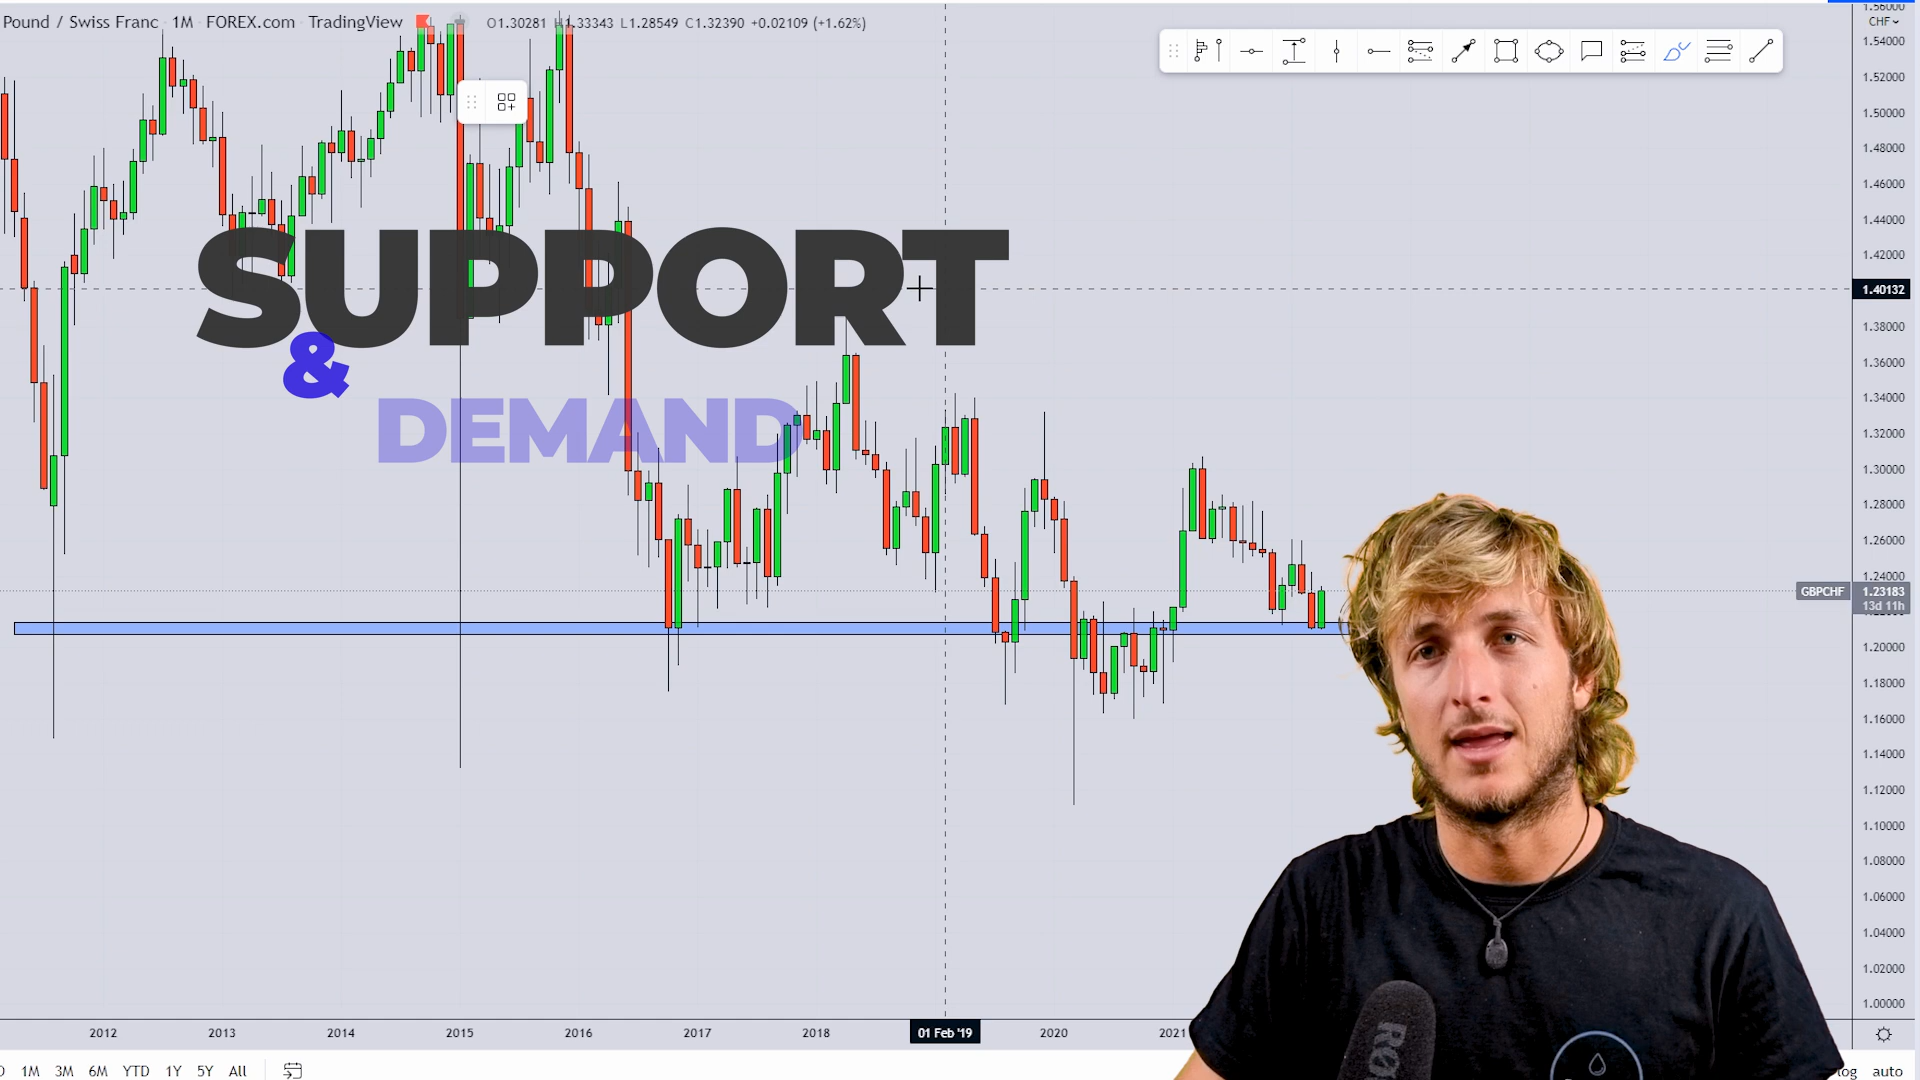 Pound / Swiss Franc · 1M · FOREX.com · TradingView
O1.30281 H1.33343 L1.28549 C1.32390 +0.02109 (+1.62%)
1.56000
CHF
1.54000
1.52000
1.50000
1.48000
1.46000
1.44000
1.42000
1.40132
1.38000
1.36000
1.34000
1.32000
1.30000
1.28000
1.26000
1.24000
GBPCHF 1.23183
13d 11h
1.20000
1.18000
1.16000
1.14000
1.12000
1.10000
1.08000
1.06000
1.04000
1.02000
1.00000
SUPPORT
&
DEMAND
2012 2013 2014 2015 2016 2017 2018 01 Feb '19 2020 2021
1M 3M 6M YTD 1Y 5Y All
log auto
RØ